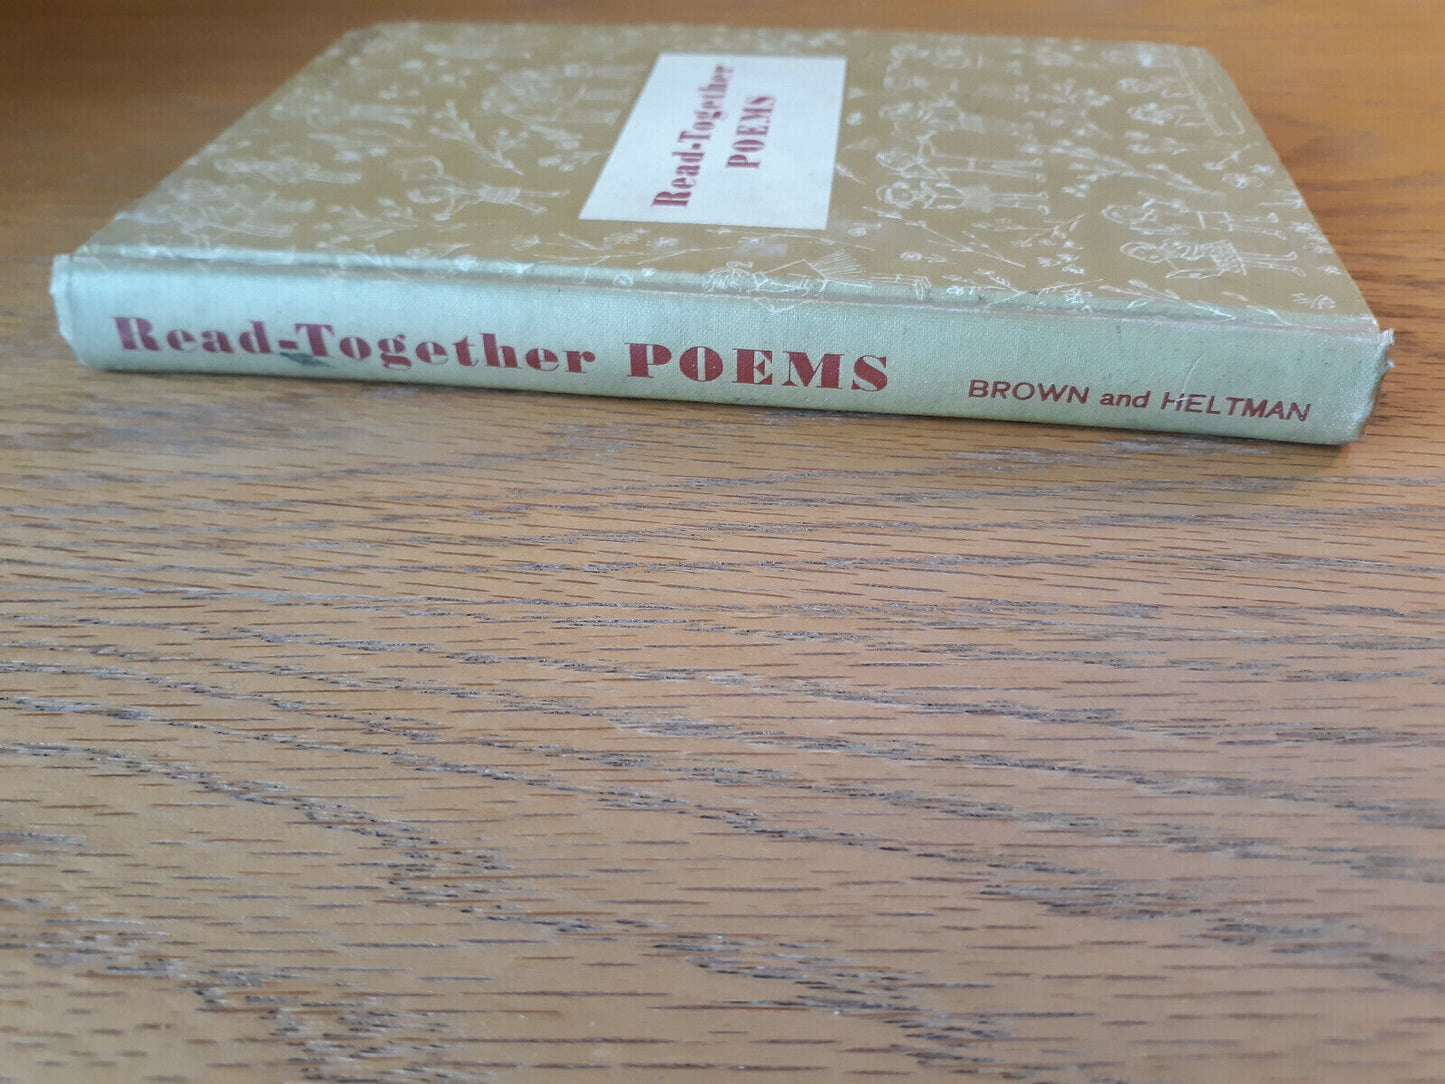 Read-Together
POEMS
Read-Together POEMS BROWN and HELTMAN